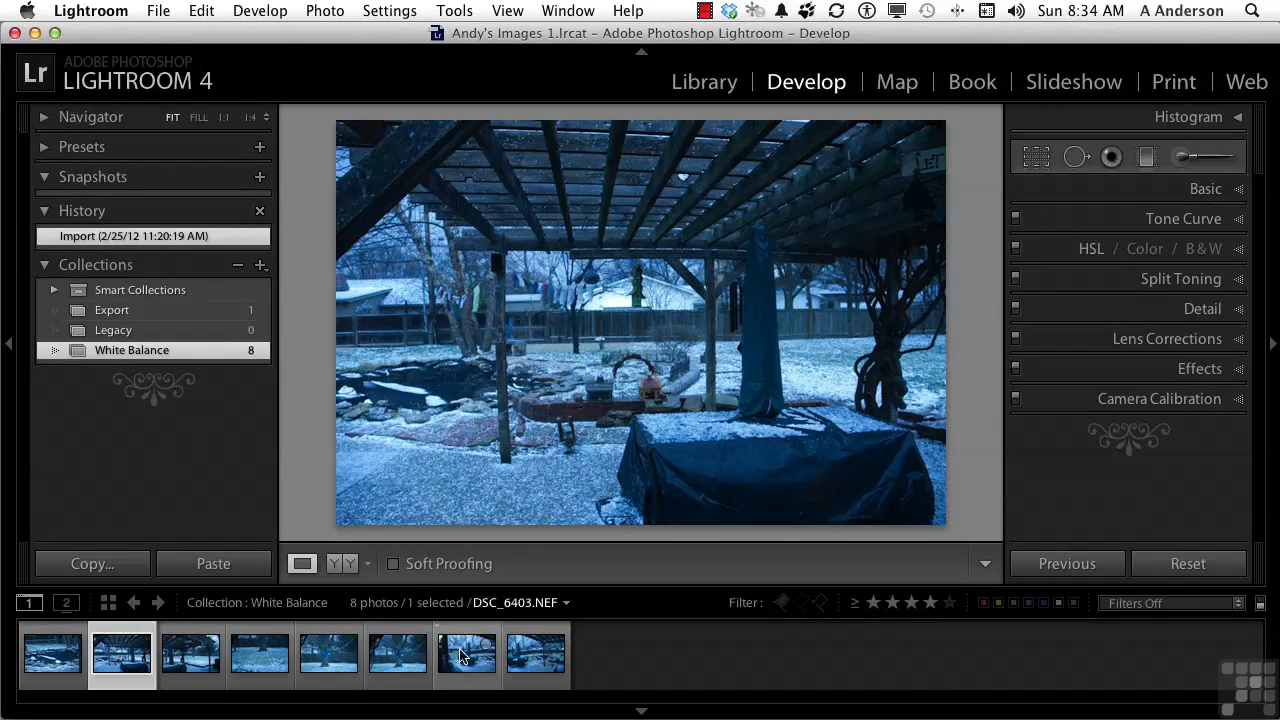 Lightroom File Edit Develop Photo Settings Tools View Window Help Sun 8:34 AM A Anderson
Lr Andy's Images 1.lrcat – Adobe Photoshop Lightroom – Develop
Lr ADOBE PHOTOSHOP
LIGHTROOM 4
Library Develop Map Book Slideshow Print Web
Navigator FIT FILL 1:1 1:4
Presets
Snapshots
History
Import (2/25/12 11:20:19 AM)
Collections
Smart Collections
Export 1
Legacy 0
White Balance 8
Histogram
Basic
Tone Curve
HSL / Color / B & W
Split Toning
Detail
Lens Corrections
Effects
Camera Calibration
Copy... Paste
YY Soft Proofing
Previous Reset
1 2 Collection : White Balance 8 photos / 1 selected / DSC_6403.NEF Filter : ≥ Filters Off